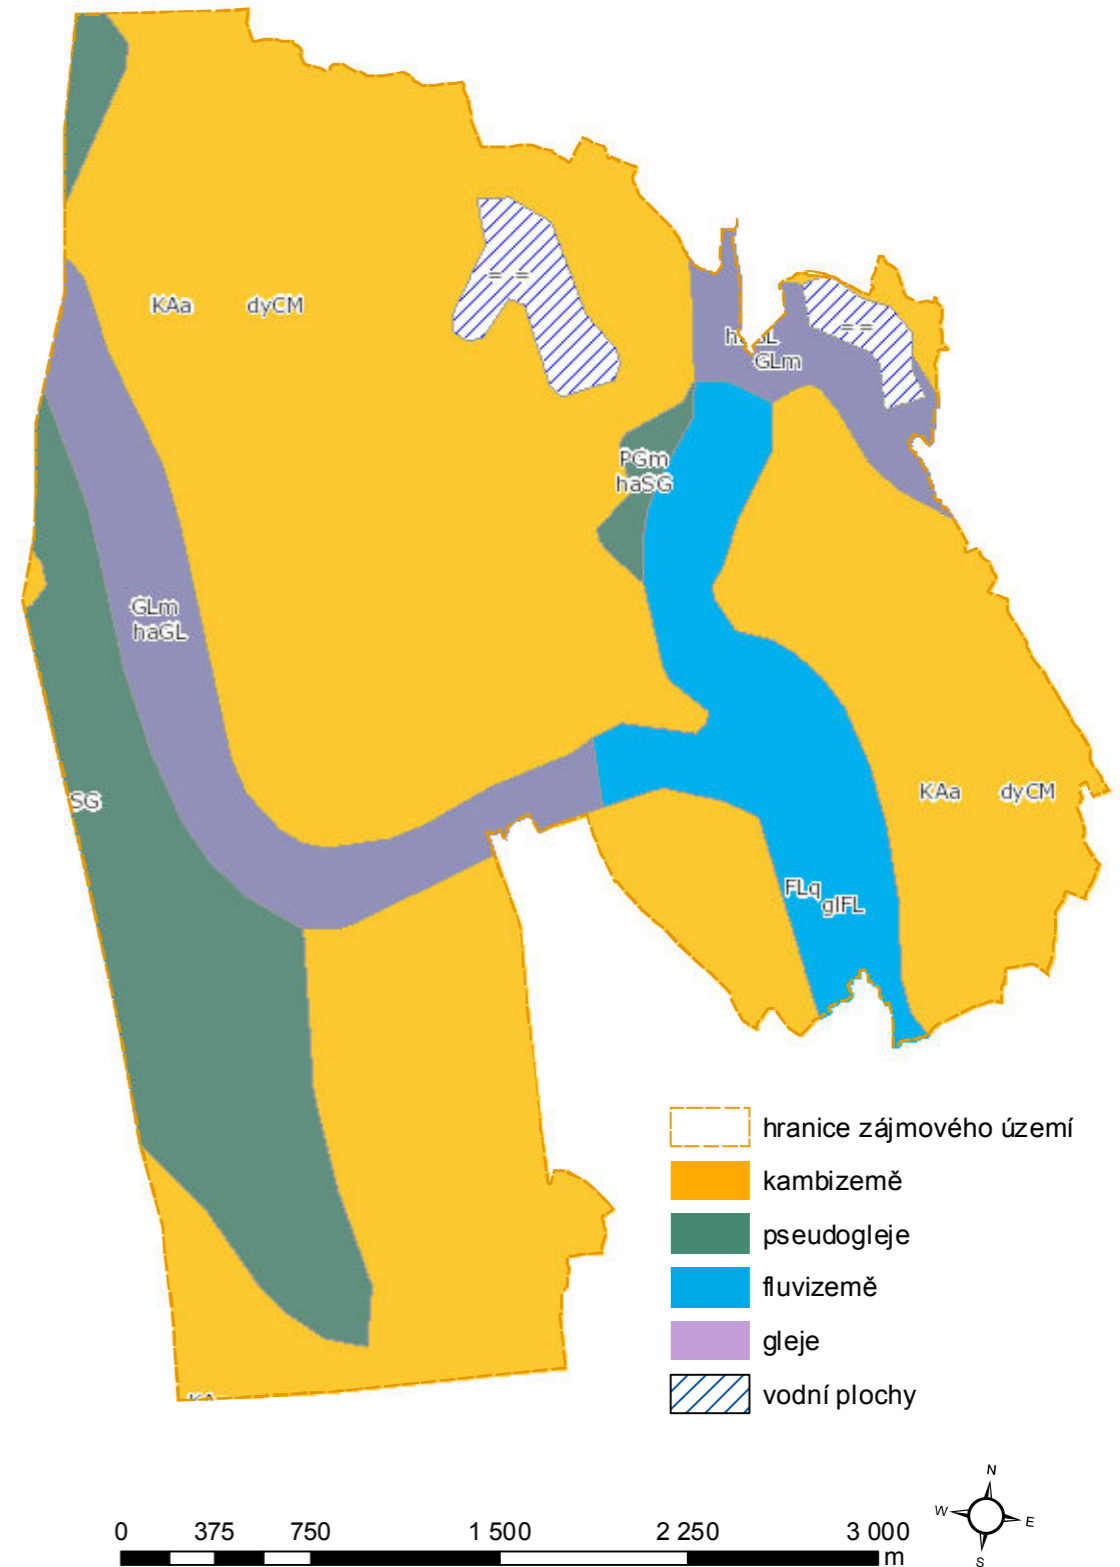 = =
KAa dyCM
= =
GLm
PGm
haSG
GLm
haGL
SG
KAa dyCM
FLq
glFL
hranice zájmového území
kambizemě
pseudogleje
fluvizemě
gleje
vodní plochy
N
W E
S
0 375 750 1 500 2 250 3 000
m